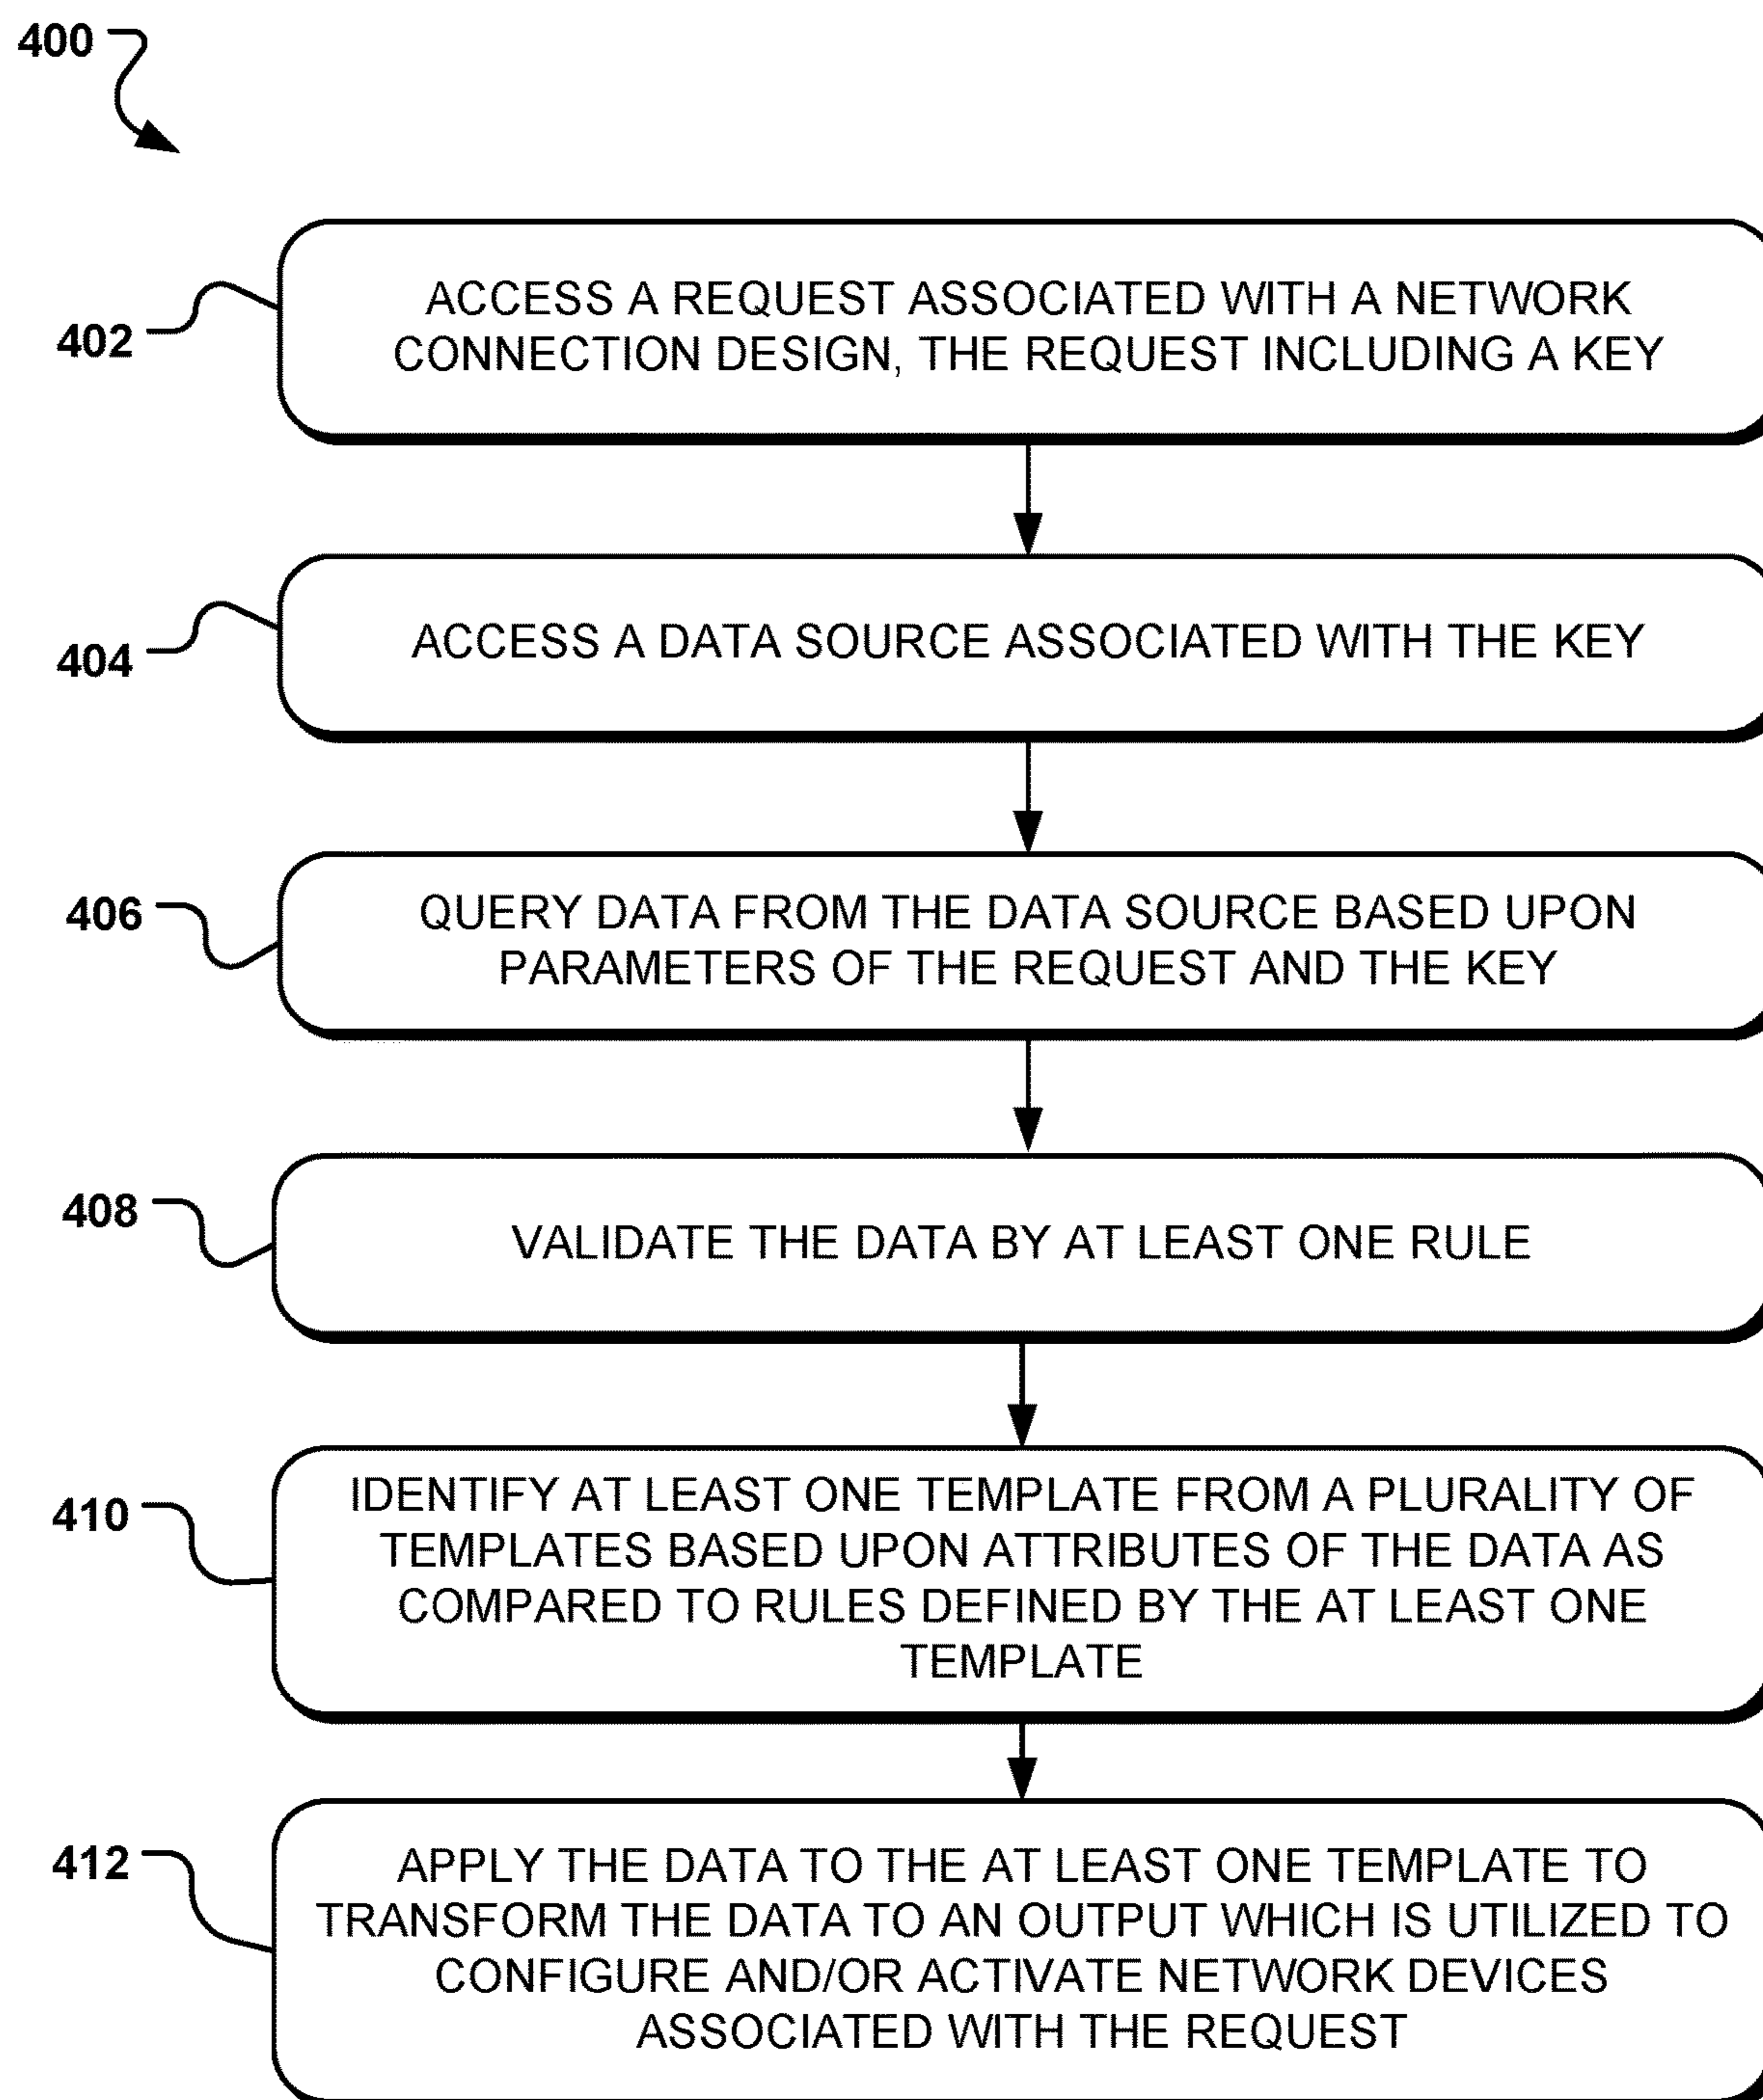 400
402
ACCESS A REQUEST ASSOCIATED WITH A NETWORK
CONNECTION DESIGN, THE REQUEST INCLUDING A KEY
404
ACCESS A DATA SOURCE ASSOCIATED WITH THE KEY
406
QUERY DATA FROM THE DATA SOURCE BASED UPON
PARAMETERS OF THE REQUEST AND THE KEY
408
VALIDATE THE DATA BY AT LEAST ONE RULE
410
IDENTIFY AT LEAST ONE TEMPLATE FROM A PLURALITY OF
TEMPLATES BASED UPON ATTRIBUTES OF THE DATA AS
COMPARED TO RULES DEFINED BY THE AT LEAST ONE
TEMPLATE
412
APPLY THE DATA TO THE AT LEAST ONE TEMPLATE TO
TRANSFORM THE DATA TO AN OUTPUT WHICH IS UTILIZED TO
CONFIGURE AND/OR ACTIVATE NETWORK DEVICES
ASSOCIATED WITH THE REQUEST